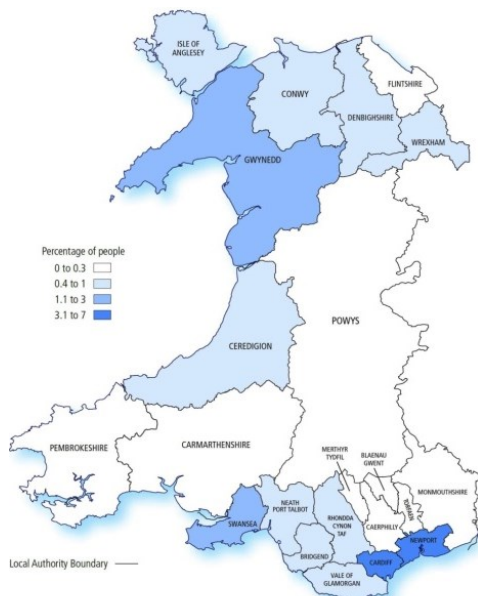 ISLE OF
ANGLESEY
FLINTSHIRE
CONWY
DENBIGHSHIRE
WREXHAM
GWYNEDD
Percentage of people
0 to 0.3
0.4 to 1
1.1 to 3
3.1 to 7
POWYS
CEREDIGION
PEMBROKESHIRE
CARMARTHENSHIRE
MERTHYR
TYDFIL
BLAENAU
GWENT
MONMOUTHSHIRE
NEATH
PORT TALBOT
SWANSEA
RHONDDA
CYNON
TAF
CAERPHILLY
TORFAEN
NEWPORT
BRIDGEND
CARDIFF
VALE OF
GLAMORGAN
Local Authority Boundary